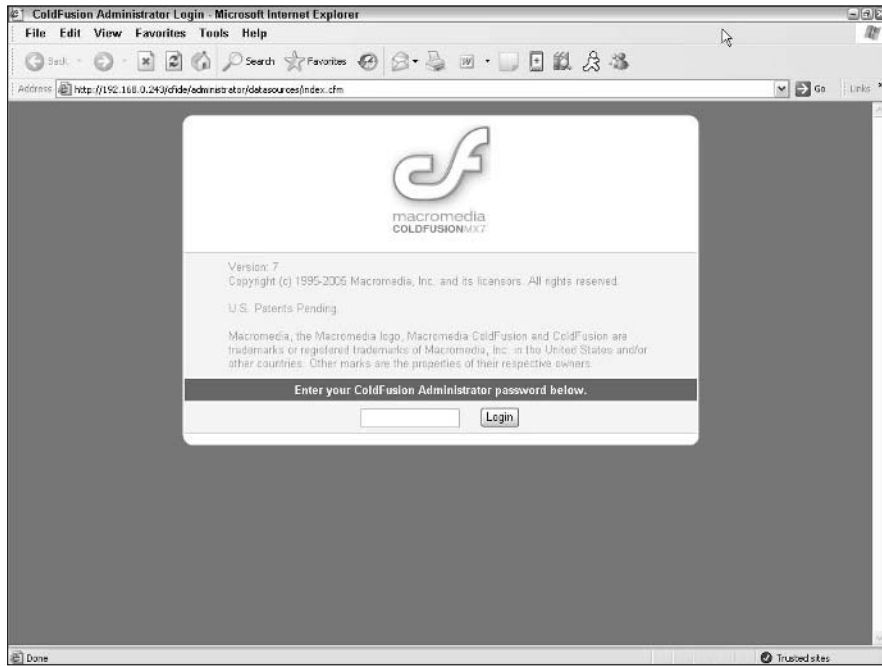 ColdFusion Administrator Login - Microsoft Internet Explorer
File Edit View Favorites Tools Help
Back Search Favorites
Address http://192.168.0.243/cfide/administrator/datasources/index.cfm Go Links
cf
macromedia
COLDFUSION MX7
Version: 7
Copyright (c) 1995-2005 Macromedia, Inc. and its licensors. All rights reserved.
U.S. Patents Pending.
Macromedia, the Macromedia logo, Macromedia ColdFusion and ColdFusion are
trademarks or registered trademarks of Macromedia, Inc. in the United States and/or
other countries. Other marks are the properties of their respective owners.
Enter your ColdFusion Administrator password below.
Login
Done Trusted sites